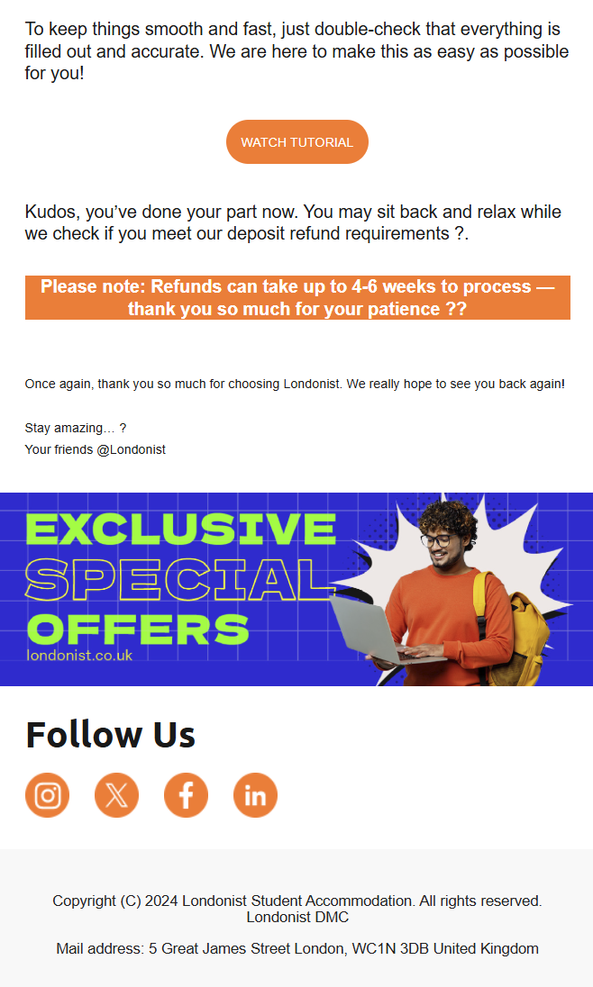 To keep things smooth and fast, just double-check that everything is
filled out and accurate. We are here to make this as easy as possible
for you!
WATCH TUTORIAL
Kudos, you’ve done your part now. You may sit back and relax while
we check if you meet our deposit refund requirements ?.
Please note: Refunds can take up to 4-6 weeks to process —
thank you so much for your patience ??
Once again, thank you so much for choosing Londonist. We really hope to see you back again!
Stay amazing… ?
Your friends @Londonist
EXCLUSIVE
SPECIAL
OFFERS
londonist.co.uk
Follow Us
Copyright (C) 2024 Londonist Student Accommodation. All rights reserved.
Londonist DMC
Mail address: 5 Great James Street London, WC1N 3DB United Kingdom